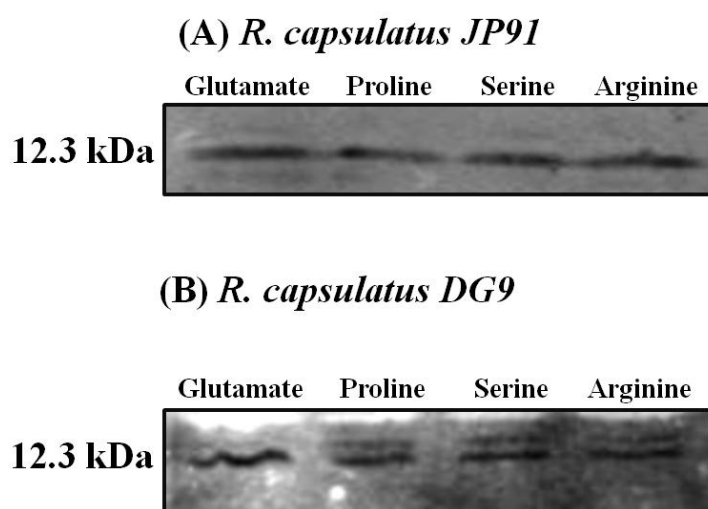 (A) R. capsulatus JP91
Glutamate Proline Serine Arginine
12.3 kDa
(B) R. capsulatus DG9
Glutamate Proline Serine Arginine
12.3 kDa